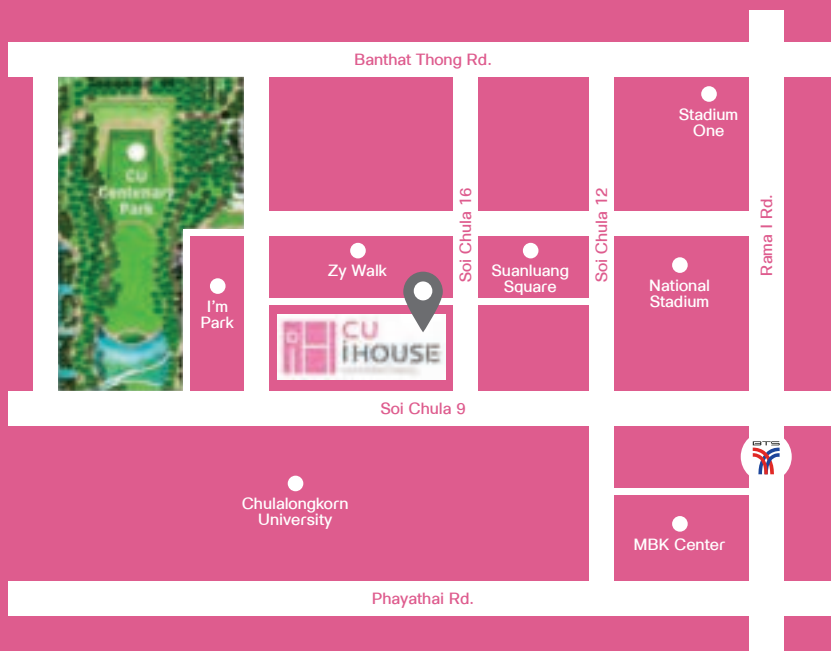 Banthat Thong Rd.
Stadium
One
CU
Centenary
Park
Soi Chula 16
Soi Chula 12
Rama I Rd.
Zy Walk
Suanluang
Square
National
Stadium
I'm
Park
CU
iHOUSE
Soi Chula 9
BTS
Chulalongkorn
University
MBK Center
Phayathai Rd.